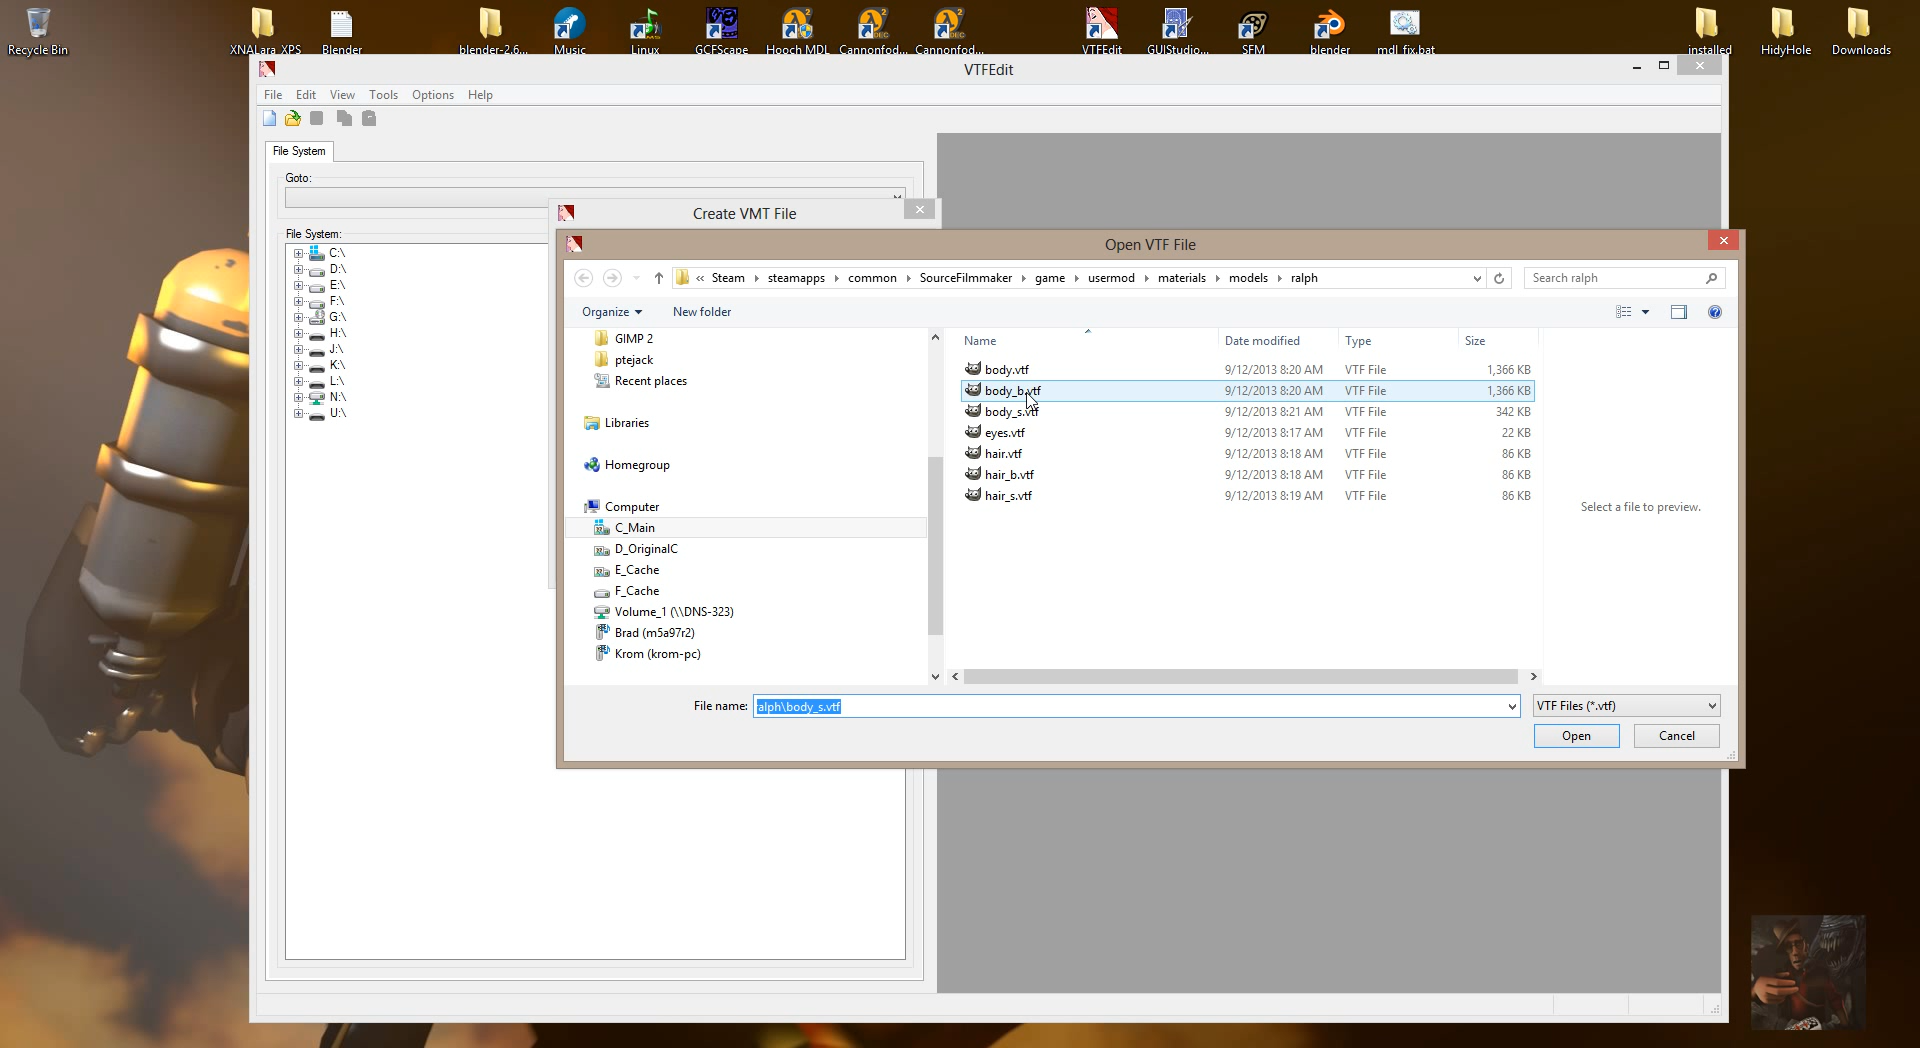 Recycle Bin
XNALara_XPS
Blender
blender-2.6...
Music
Linux
GCFScape
Hooch MDL
Cannonfod...
Cannonfod...
VTFEdit
GUIStudio...
SFM
blender
mdl_fix.bat
installed
HidyHole
Downloads
VTFEdit
File Edit View Tools Options Help
File System
Goto:
File System:
C:\
D:\
E:\
F:\
G:\
H:\
J:\
K:\
L:\
N:\
U:\
Create VMT File
Open VTF File
« Steam steamapps common SourceFilmmaker game usermod materials models ralph
Search ralph
Organize New folder
GIMP 2
ptejack
Recent places
Libraries
Homegroup
Computer
C_Main
D_OriginalC
E_Cache
F_Cache
Volume_1 (\\DNS-323)
Brad (m5a97r2)
Krom (krom-pc)
Name Date modified Type Size
body.vtf 9/12/2013 8:20 AM VTF File 1,366 KB
body_b.vtf 9/12/2013 8:20 AM VTF File 1,366 KB
body_s.vtf 9/12/2013 8:21 AM VTF File 342 KB
eyes.vtf 9/12/2013 8:17 AM VTF File 22 KB
hair.vtf 9/12/2013 8:18 AM VTF File 86 KB
hair_b.vtf 9/12/2013 8:18 AM VTF File 86 KB
hair_s.vtf 9/12/2013 8:19 AM VTF File 86 KB
Select a file to preview.
File name: alph\body_s.vtf
VTF Files (*.vtf)
Open
Cancel